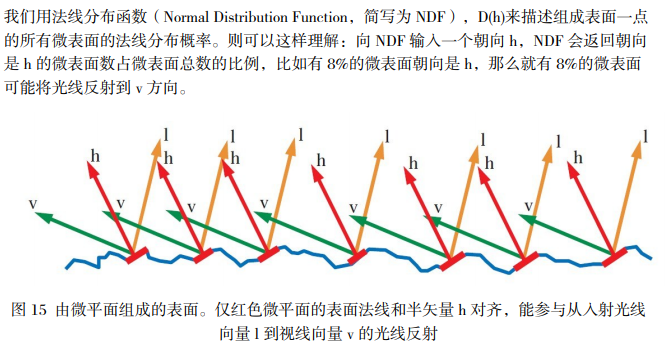 我们用法线分布函数（Normal Distribution Function，简写为 NDF），D(h)来描述组成表面一点
的所有微表面的法线分布概率。则可以这样理解：向 NDF 输入一个朝向 h，NDF 会返回朝向
是 h 的微表面数占微表面总数的比例，比如有 8%的微表面朝向是 h，那么就有 8%的微表面
可能将光线反射到 v 方向。
l l l l l l l
h h h h h h h
v v v v v v v
图 15 由微平面组成的表面。仅红色微平面的表面法线和半矢量 h 对齐，能参与从入射光线
向量 l 到视线向量 v 的光线反射